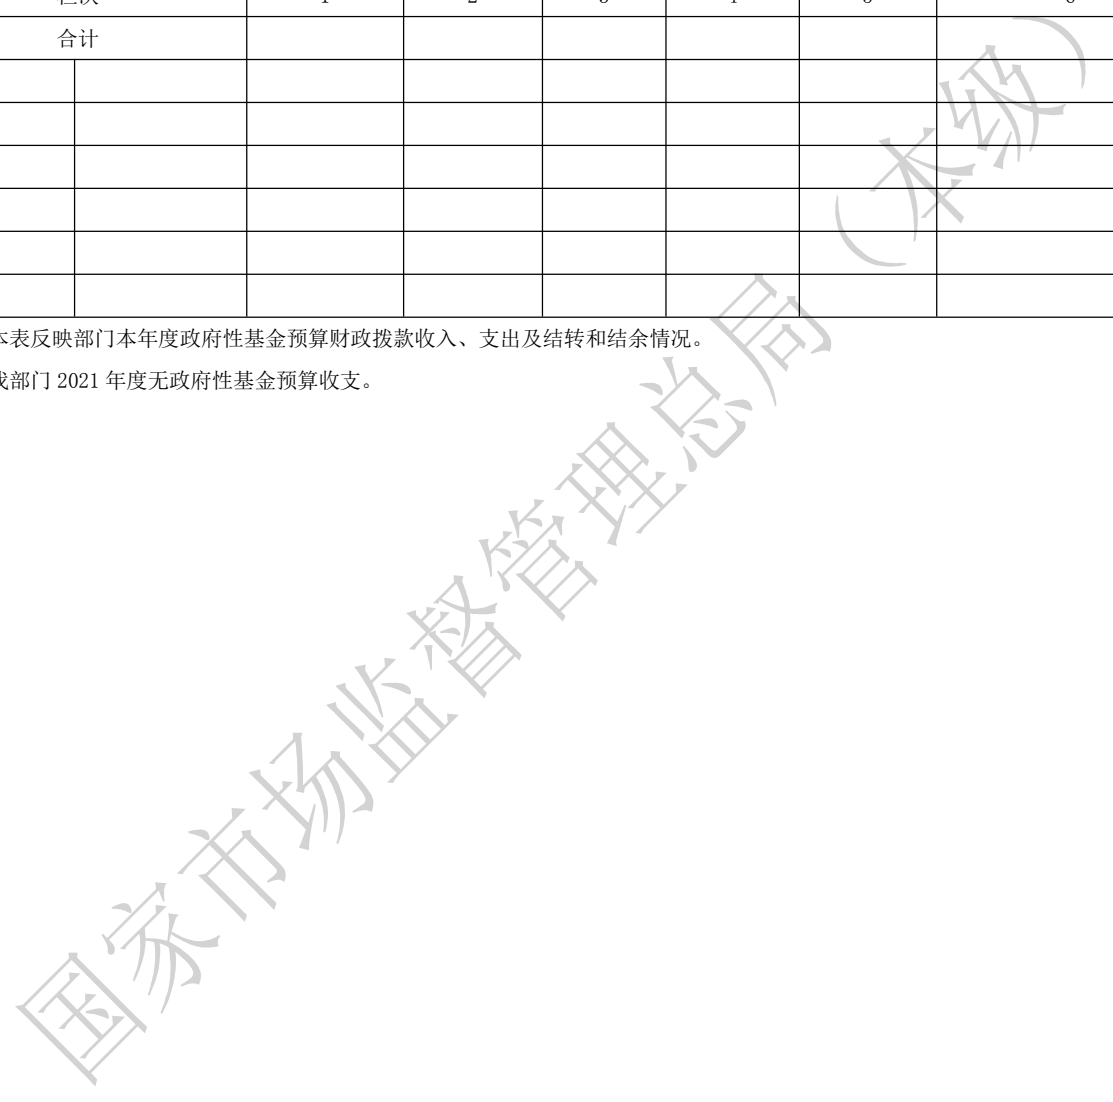 合计
本表反映部门本年度政府性基金预算财政拨款收入、支出及结转和结余情况。
部门 2021 年度无政府性基金预算收支。
国家市场监督管理总局（本级）